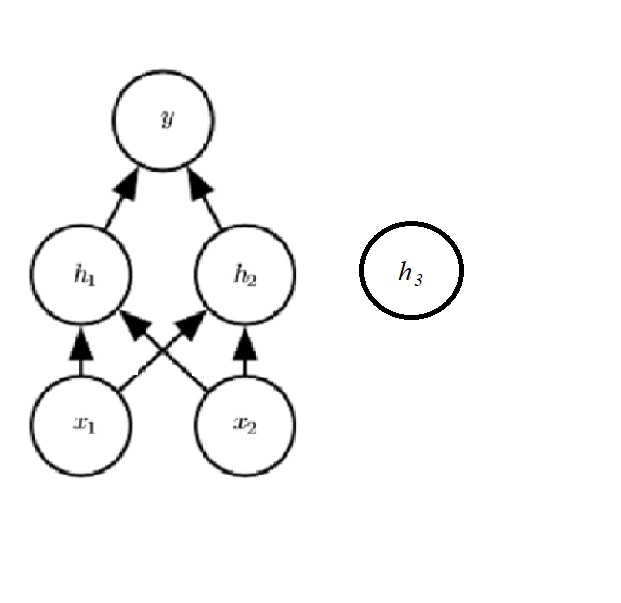 y
h₁ h₂ h₃
x₁ x₂